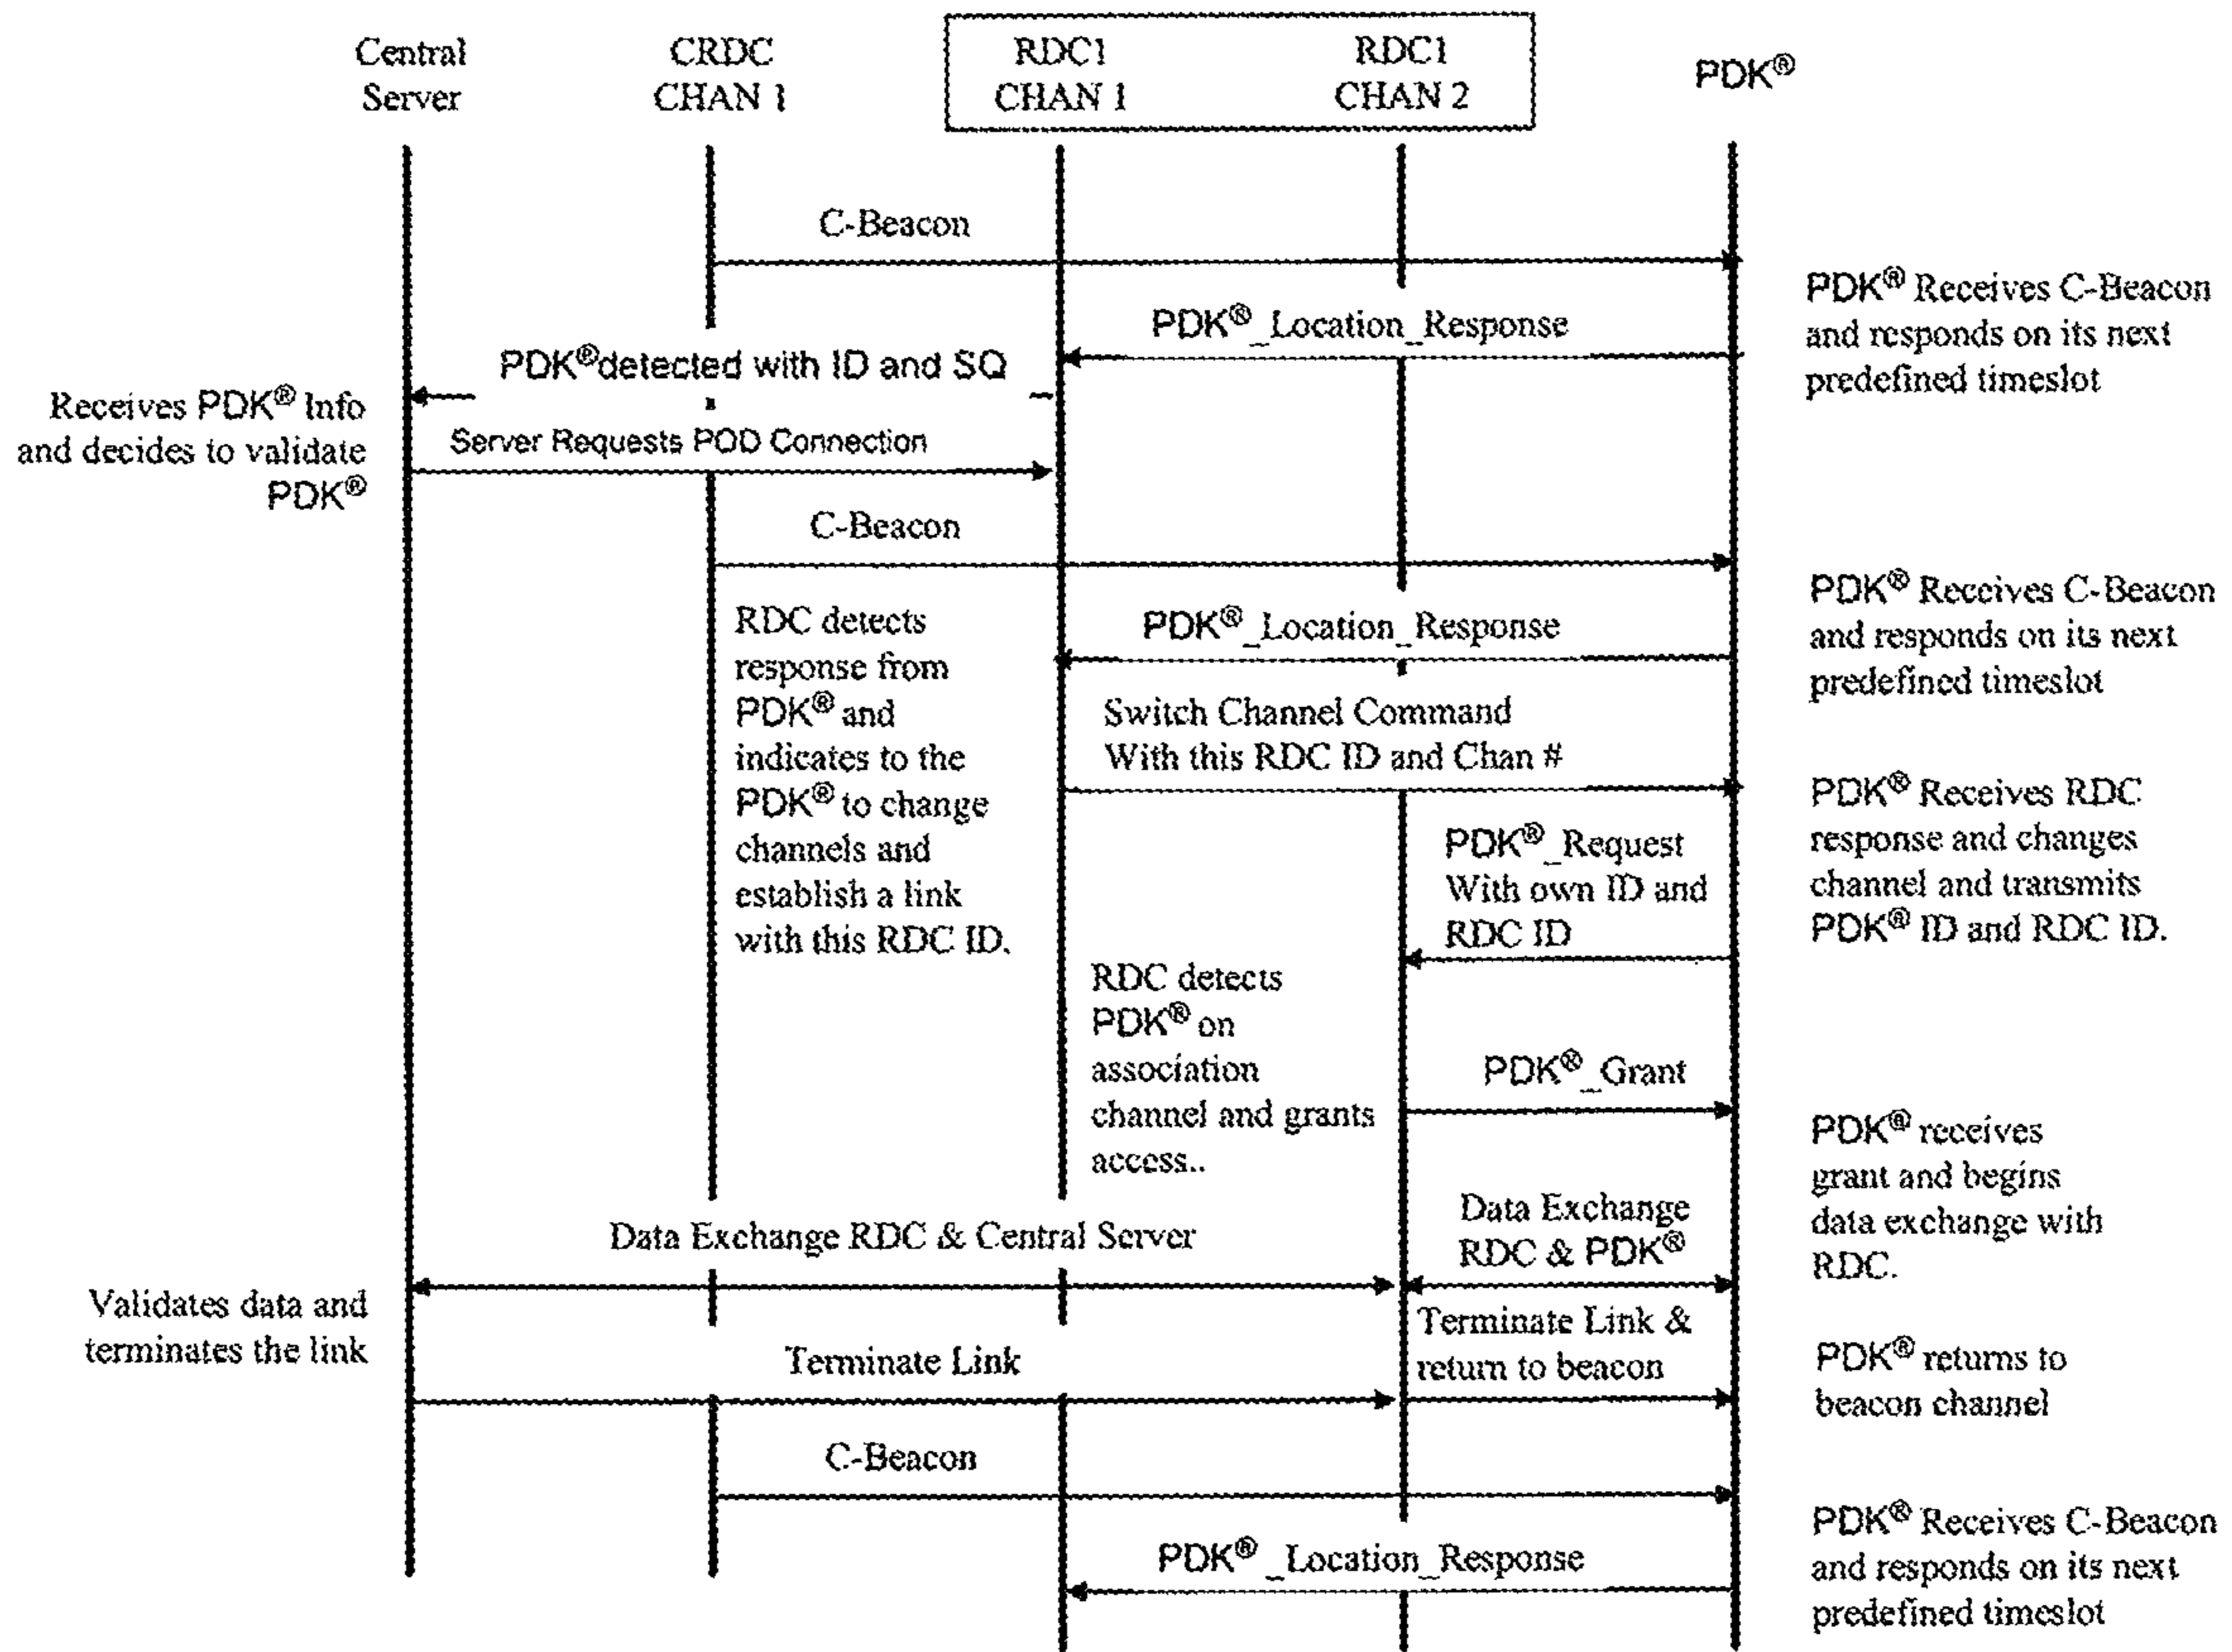 Central
Server
CRDC
CHAN 1
RDC1
CHAN 1
RDC1
CHAN 2
PDK®
C-Beacon
PDK® Receives C-Beacon
and responds on its next
predefined timeslot
PDK®_Location_Response
PDK®detected with ID and SQ
Receives PDK® Info
and decides to validate
PDK®
Server Requests POD Connection
C-Beacon
PDK® Receives C-Beacon
and responds on its next
predefined timeslot
RDC detects
response from
PDK® and
indicates to the
PDK® to change
channels and
establish a link
with this RDC ID.
PDK®_Location_Response
Switch Channel Command
With this RDC ID and Chan #
PDK® Receives RDC
response and changes
channel and transmits
PDK® ID and RDC ID.
PDK®_Request
With own ID and
RDC ID
RDC detects
PDK® on
association
channel and grants
access..
PDK®_Grant
PDK® receives
grant and begins
data exchange with
RDC.
Data Exchange RDC & Central Server
Data Exchange
RDC & PDK®
Validates data and
terminates the link
Terminate Link
Terminate Link &
return to beacon
PDK® returns to
beacon channel
C-Beacon
PDK® Receives C-Beacon
and responds on its next
predefined timeslot
PDK® _Location_Response